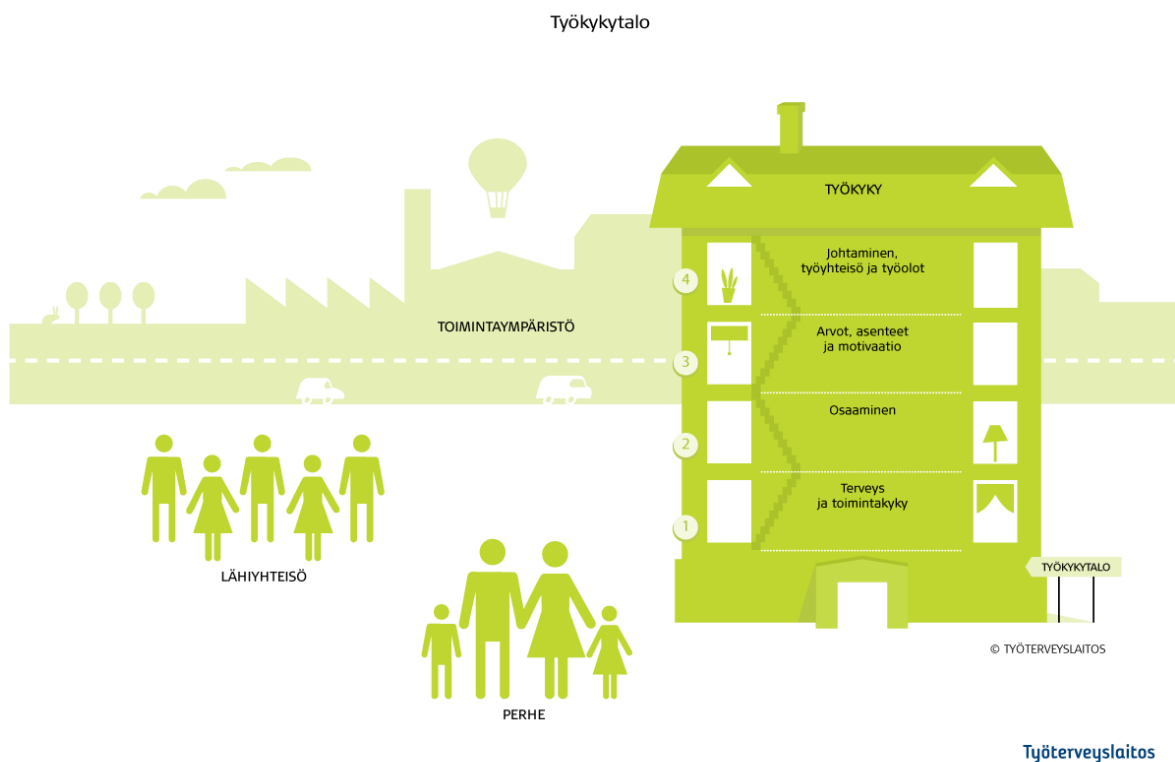 Työkykytalo
TYÖKYKY
4
Johtaminen,
työyhteisö ja työolot
TOIMINTAYMPÄRISTÖ
3
Arvot, asenteet
ja motivaatio
2
Osaaminen
1
Terveys
ja toimintakyky
LÄHIYHTEISÖ
TYÖKYKYTALO
© TYÖTERVEYSLAITOS
PERHE
Työterveyslaitos